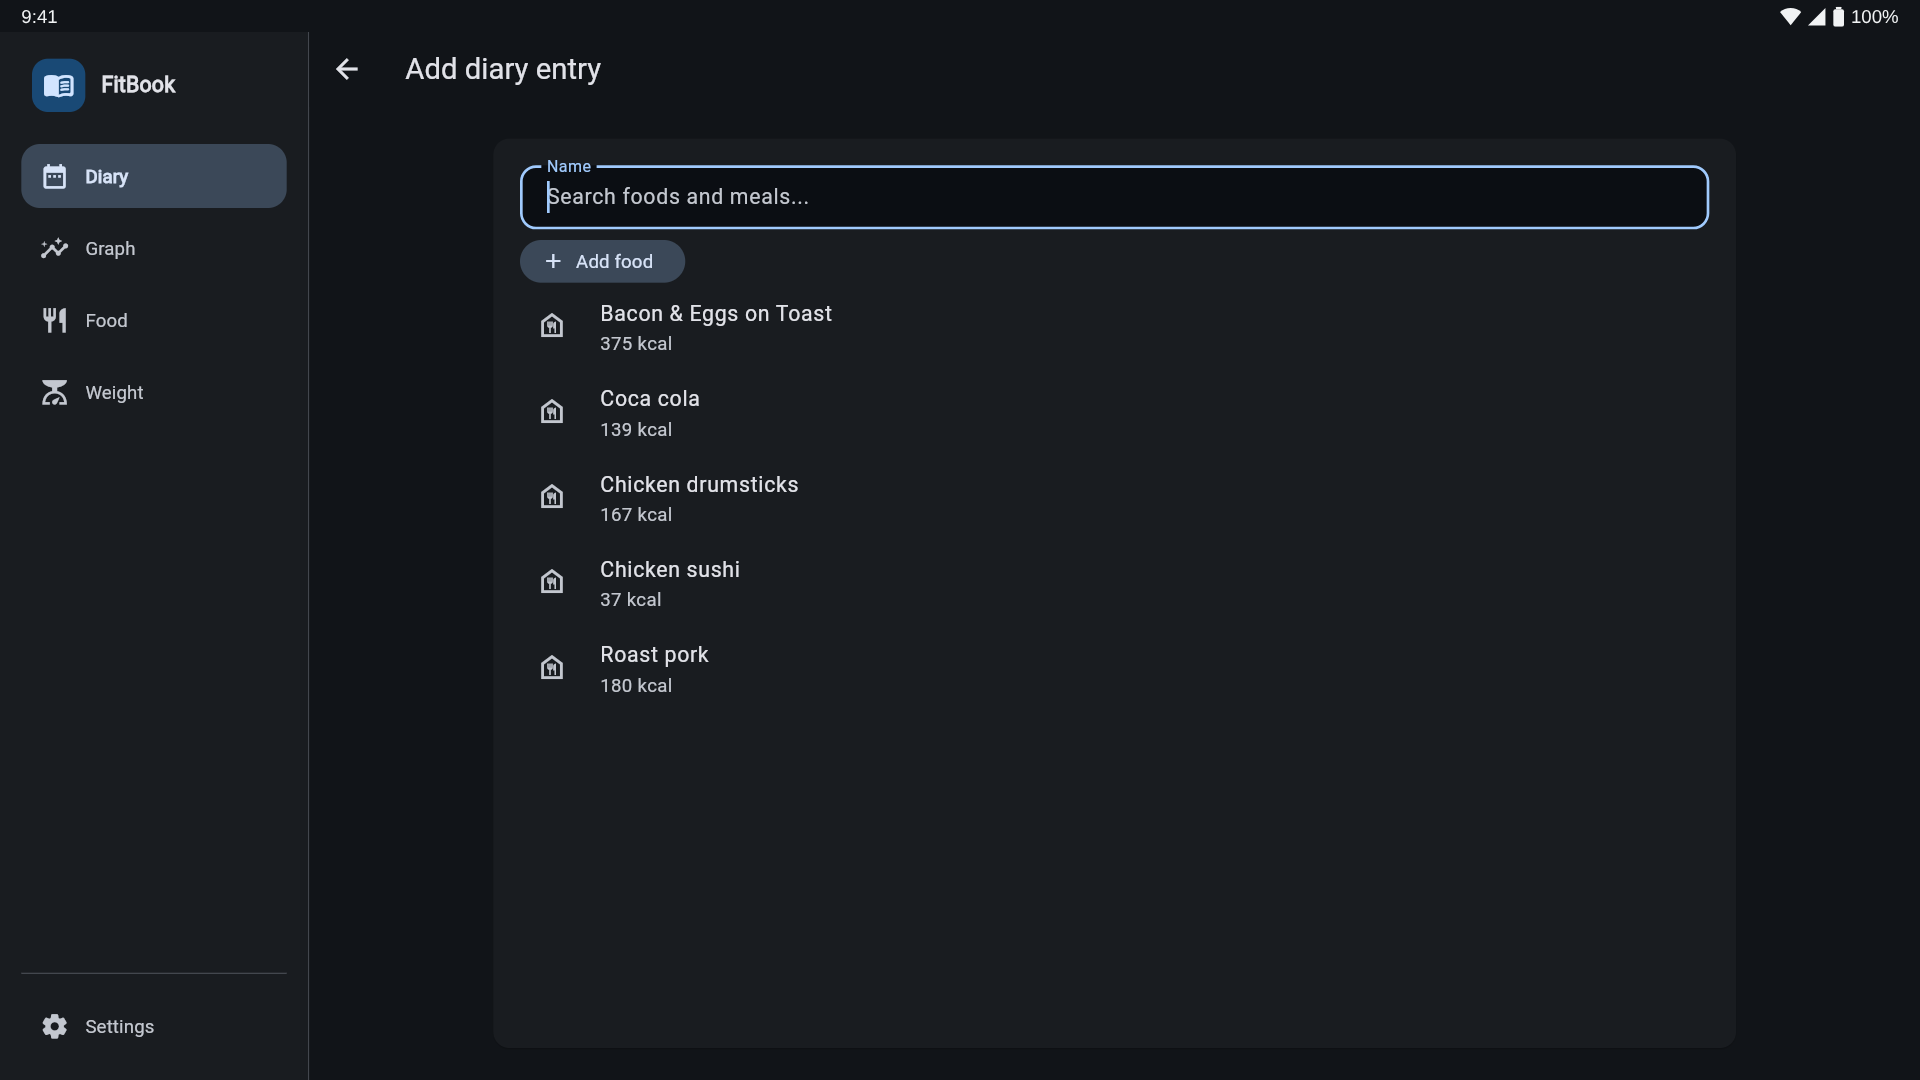 9:41
100%
FitBook
Add diary entry
Diary
Graph
Food
Weight
Settings
Name
Search foods and meals...
Add food
Bacon & Eggs on Toast
375 kcal
Coca cola
139 kcal
Chicken drumsticks
167 kcal
Chicken sushi
37 kcal
Roast pork
180 kcal